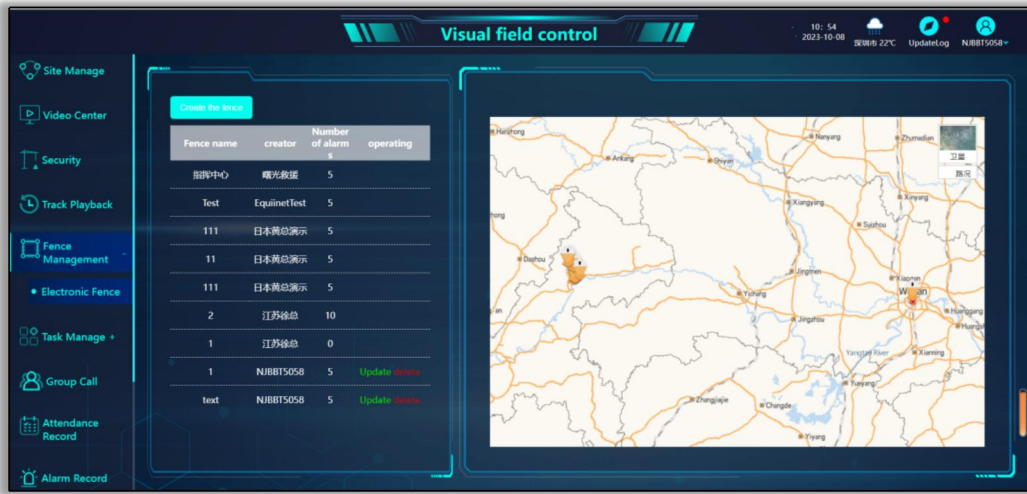 Visual field control
10: 54
2023-10-08
深圳市 22℃
UpdateLog
NJBBT5058
Site Manage
Video Center
Security
Track Playback
Fence
Management -
Electronic Fence
Task Manage +
Group Call
Attendance
Record
Alarm Record
Create the fence
Fence name creator Number of alarms operating
指挥中心 曙光救援 5
Test EquiinetTest 5
111 日本黄总演示 5
11 日本黄总演示 5
111 日本黄总演示 5
2 江苏徐总 10
1 江苏徐总 0
1 NJBBT5058 5 Update delete
text NJBBT5058 5 Update delete
Hanzhong
Nanyang
Zhumadian
卫星
路况
Ankang
Shiyan
Xiangyang
Xinyang
Suizhou
Dazhou
Jingmen
Xiaogan
Yichang
Jingzhou
Huanggang
Yangtze River
Xianning
Yueyang
Zhangjiajie
Changde
Yiyang